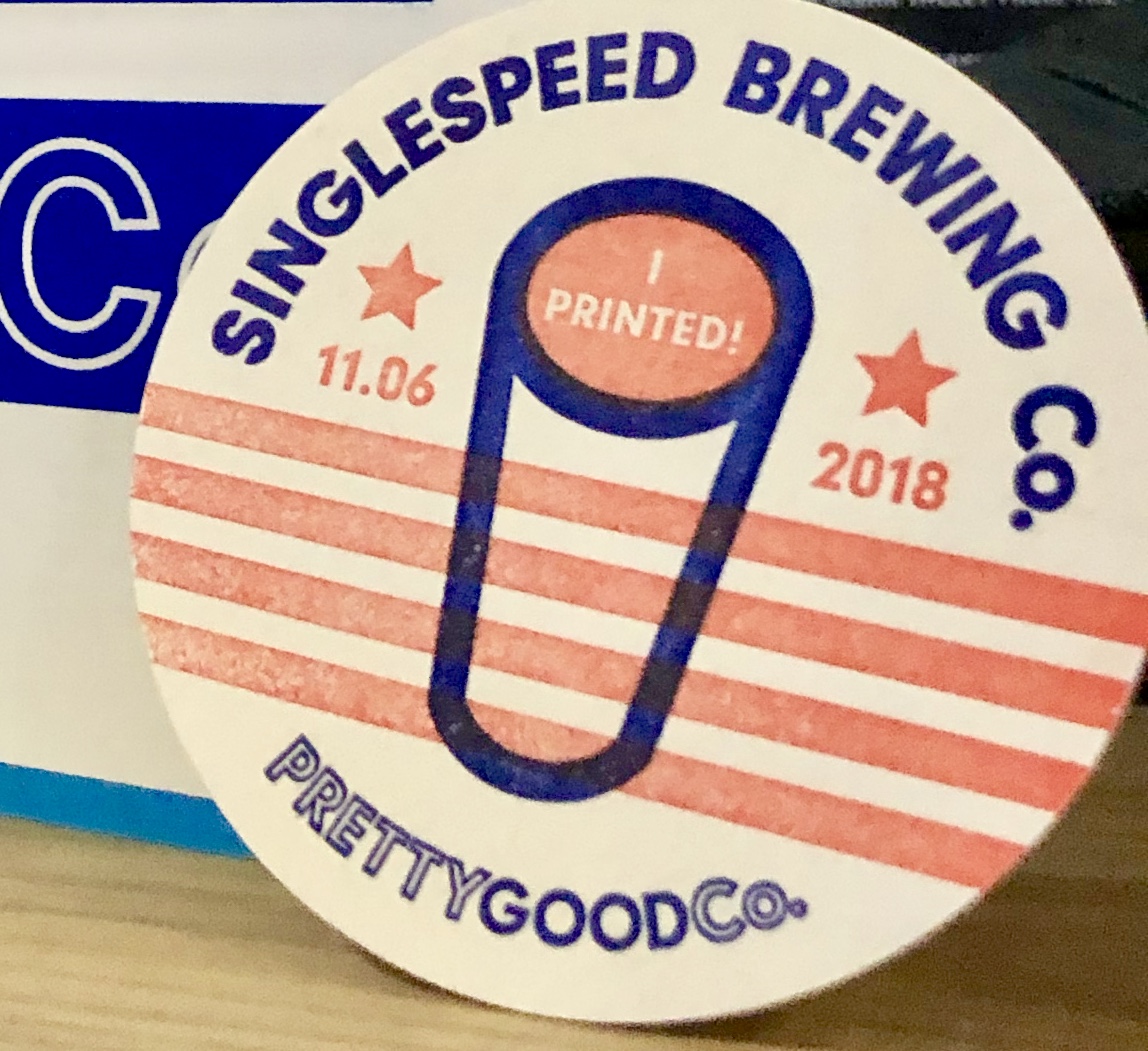 SINGLESPEED BREWING Co.
I
PRINTED!
11.06
2018
PRETTYGOODCo.
C